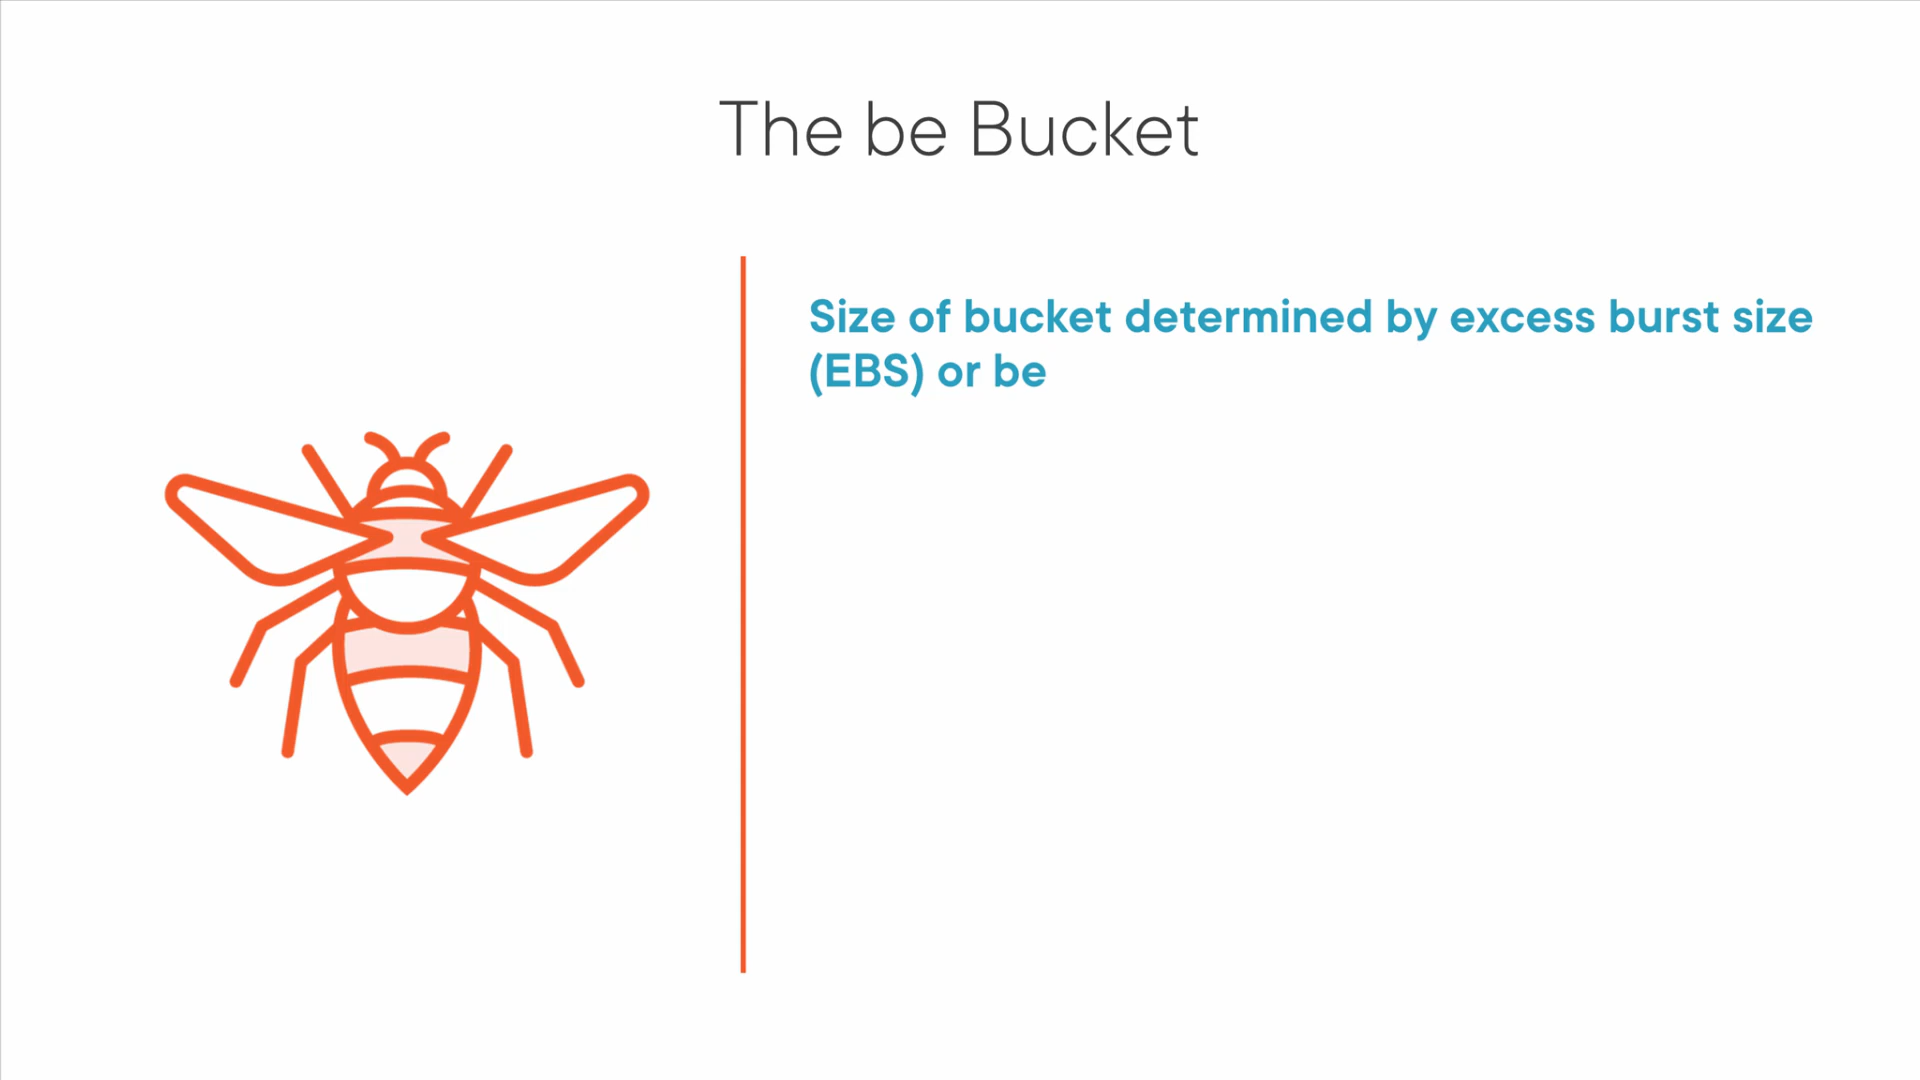 The be Bucket
Size of bucket determined by excess burst size
(EBS) or be